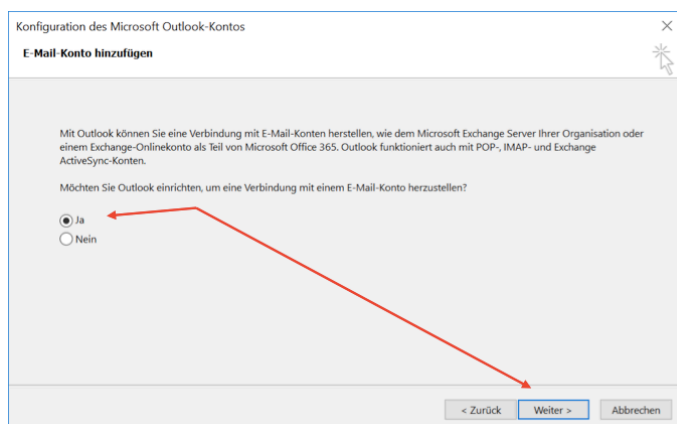 Konfiguration des Microsoft Outlook-Kontos
E-Mail-Konto hinzufügen
Mit Outlook können Sie eine Verbindung mit E-Mail-Konten herstellen, wie dem Microsoft Exchange Server Ihrer Organisation oder
einem Exchange-Onlinekonto als Teil von Microsoft Office 365. Outlook funktioniert auch mit POP-, IMAP- und Exchange
ActiveSync-Konten.
Möchten Sie Outlook einrichten, um eine Verbindung mit einem E-Mail-Konto herzustellen?
Ja
Nein
< Zurück Weiter > Abbrechen